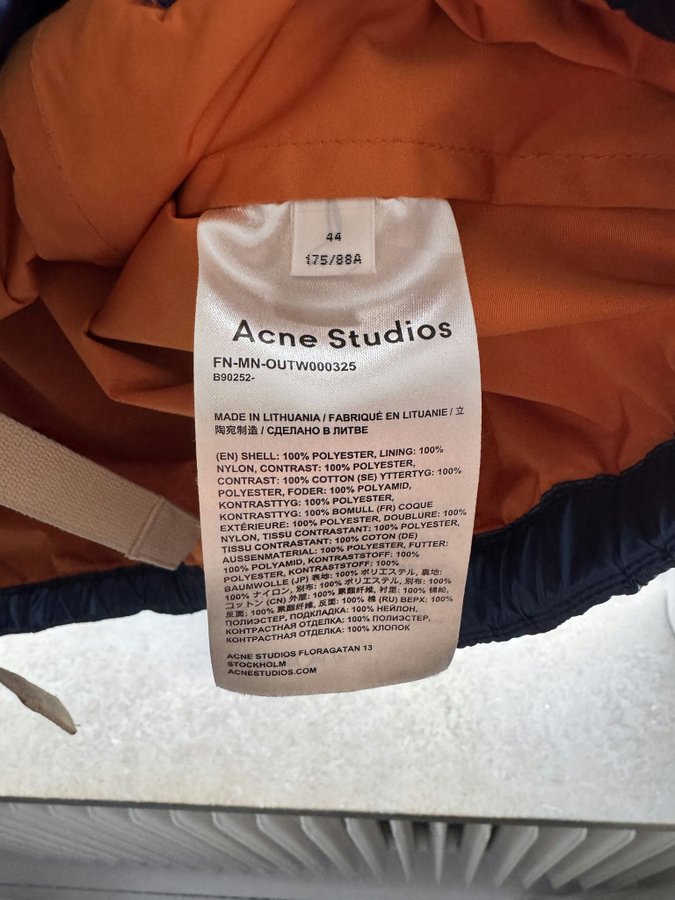 44
175/88A
Acne Studios
FN-MN-OUTW000325
B90252-
MADE IN LITHUANIA / FABRIQUÉ EN LITUANIE / 立
陶宛制造 / СДЕЛАНО В ЛИТВЕ
(EN) SHELL: 100% POLYESTER, LINING: 100%
NYLON, CONTRAST: 100% POLYESTER,
CONTRAST: 100% COTTON (SE) YTTERTYG: 100%
POLYESTER, FODER: 100% POLYAMID,
KONTRASTTYG: 100% POLYESTER,
KONTRASTTYG: 100% BOMULL (FR) COQUE
EXTÉRIEURE: 100% POLYESTER, DOUBLURE: 100%
NYLON, TISSU CONTRASTANT: 100% POLYESTER,
TISSU CONTRASTANT: 100% COTON (DE)
AUSSENMATERIAL: 100% POLYESTER, FUTTER:
100% POLYAMID, KONTRASTSTOFF: 100%
POLYESTER, KONTRASTSTOFF: 100%
BAUMWOLLE (JP) 表地: 100% ポリエステル, 裏地:
100% ナイロン, 別布: 100% ポリエステル, 別布: 100%
コットン (CN) 外屋: 100% 聚酯纤维, 衬里: 100% 锦纶,
反面: 100% 聚酯纤维, 反面: 100% 棉 (RU) ВЕРХ: 100%
ПОЛИЭСТЕР, ПОДКЛАДКА: 100% НЕЙЛОН,
КОНТРАСТНАЯ ОТДЕЛКА: 100% ПОЛИЭСТЕР,
КОНТРАСТНАЯ ОТДЕЛКА: 100% ХЛОПОК
ACNE STUDIOS FLORAGATAN 13
STOCKHOLM
ACNESTUDIOS.COM